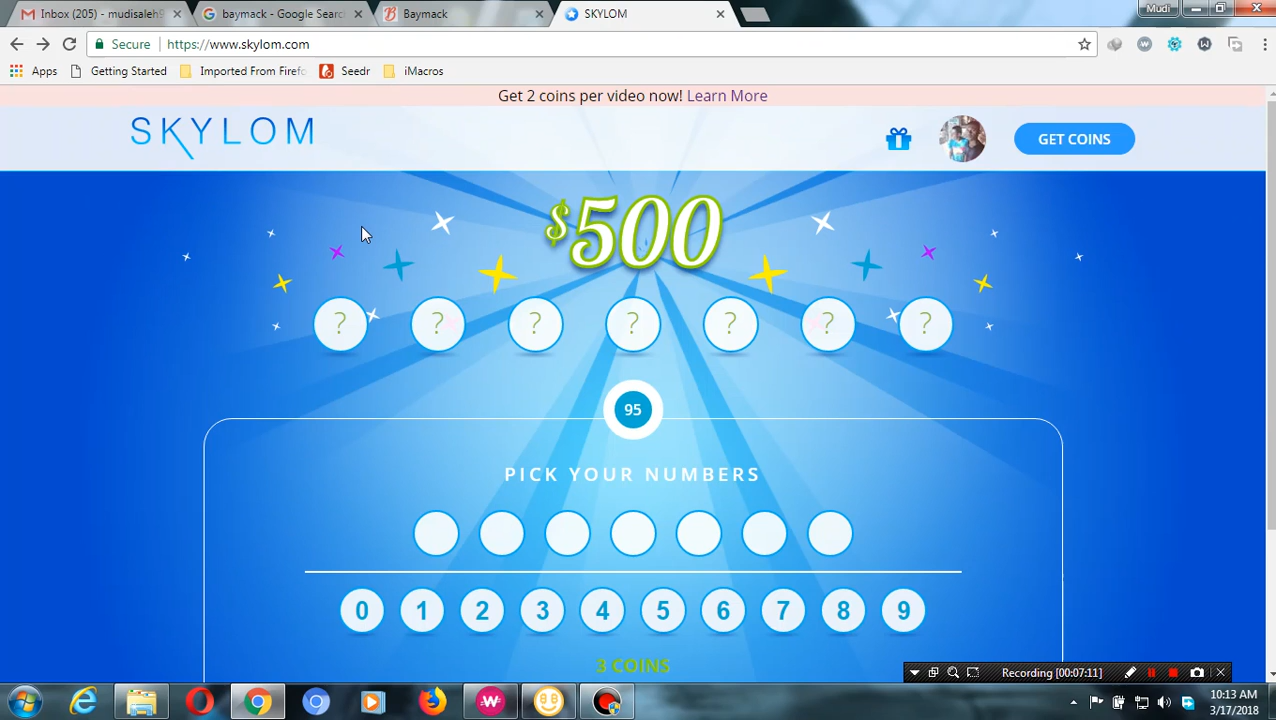 Inbox (205) - mudisaleh9
baymack - Google Searc
Baymack
SKYLOM
Mudi
Secure
https://www.skylom.com
Apps
Getting Started
Imported From Firefo
Seedr
iMacros
Get 2 coins per video now! Learn More
SKYLOM
GET COINS
$500
? ? ? ? ? ? ?
95
PICK YOUR NUMBERS
0 1 2 3 4 5 6 7 8 9
3 COINS
Recording [00:07:11]
10:13 AM
3/17/2018